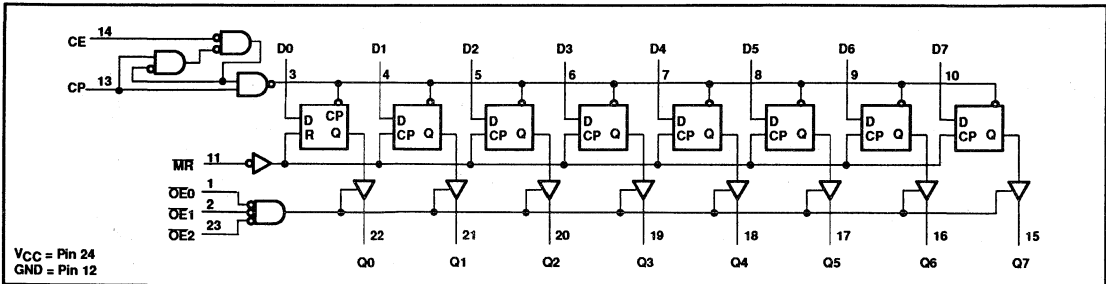 CE 14
CP 13
D0 D1 D2 D3 D4 D5 D6 D7
3 4 5 6 7 8 9 10
CP
D D D D D D D D
R Q CP Q CP Q CP Q CP Q CP Q CP Q CP Q
MR 11
OE0 1
OE1 2
OE2 23
22 21 20 19 18 17 16 15
Q0 Q1 Q2 Q3 Q4 Q5 Q6 Q7
VCC = Pin 24
GND = Pin 12